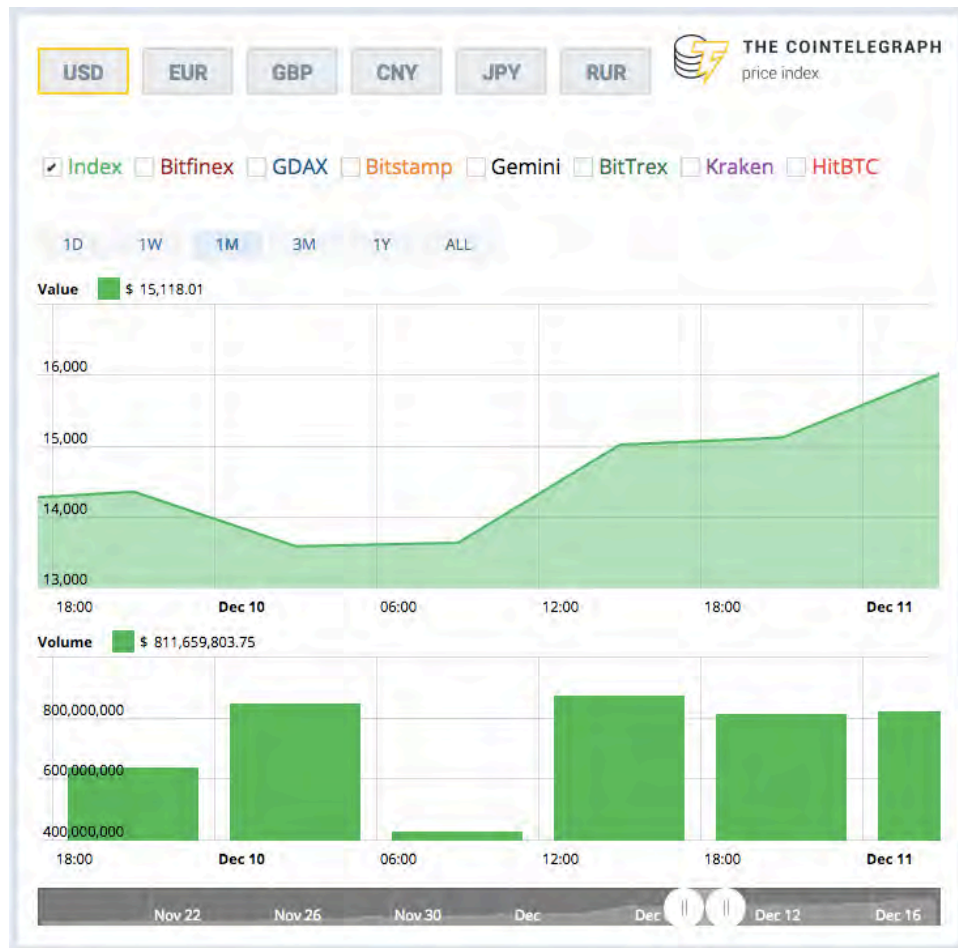 USD EUR GBP CNY JPY RUR
THE COINTELEGRAPH
price index
Index Bitfinex GDAX Bitstamp Gemini BitTrex Kraken HitBTC
1D 1W 1M 3M 1Y ALL
Value $ 15,118.01
16,000
15,000
14,000
13,000
18:00 Dec 10 06:00 12:00 18:00 Dec 11
Volume $ 811,659,803.75
800,000,000
600,000,000
400,000,000
18:00 Dec 10 06:00 12:00 18:00 Dec 11
Nov 22 Nov 26 Nov 30 Dec Dec Dec 12 Dec 16